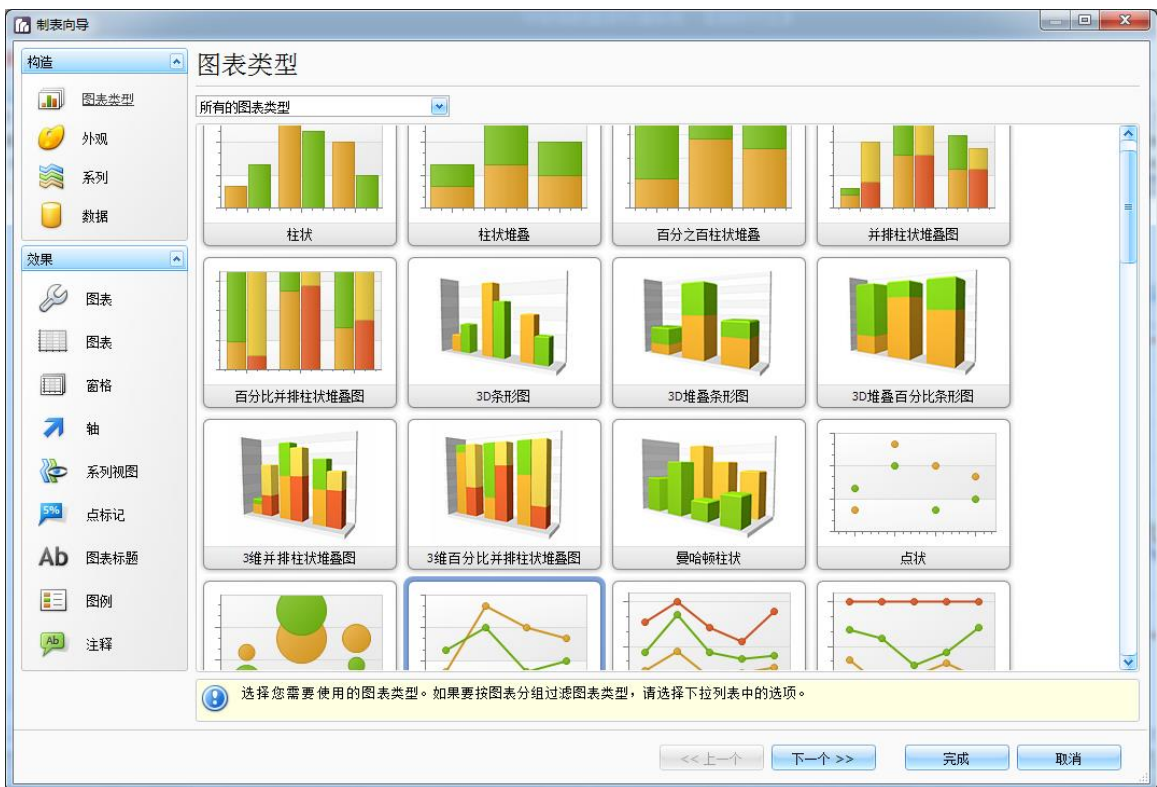 制表向导
构造
图表类型
外观
系列
数据
效果
图表
图表
窗格
轴
系列视图
5%
点标记
Ab
图表标题
图例
Ab
注释
图表类型
所有的图表类型
柱状
柱状堆叠
百分之百柱状堆叠
并排柱状堆叠图
百分比并排柱状堆叠图
3D条形图
3D堆叠条形图
3D堆叠百分比条形图
3维并排柱状堆叠图
3维百分比并排柱状堆叠图
曼哈顿柱状
点状
选择您需要使用的图表类型。如果要按图表分组过滤图表类型，请选择下拉列表中的选项。
<< 上一个
下一个 >>
完成
取消